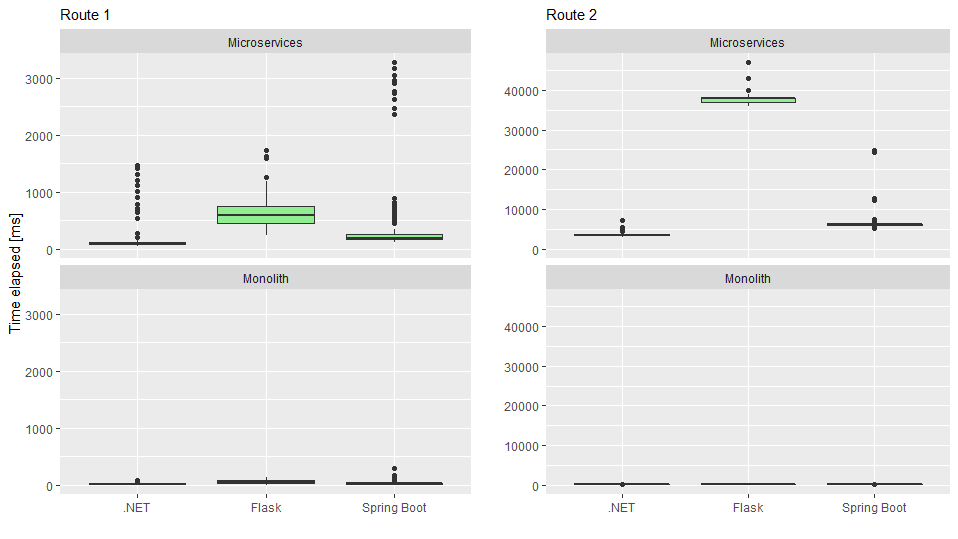 Route 1
Microservices
3000
2000
1000
0
Monolith
3000
2000
1000
0
.NET
Flask
Spring Boot
Time elapsed [ms]
Route 2
Microservices
40000
30000
20000
10000
0
Monolith
40000
30000
20000
10000
0
.NET
Flask
Spring Boot